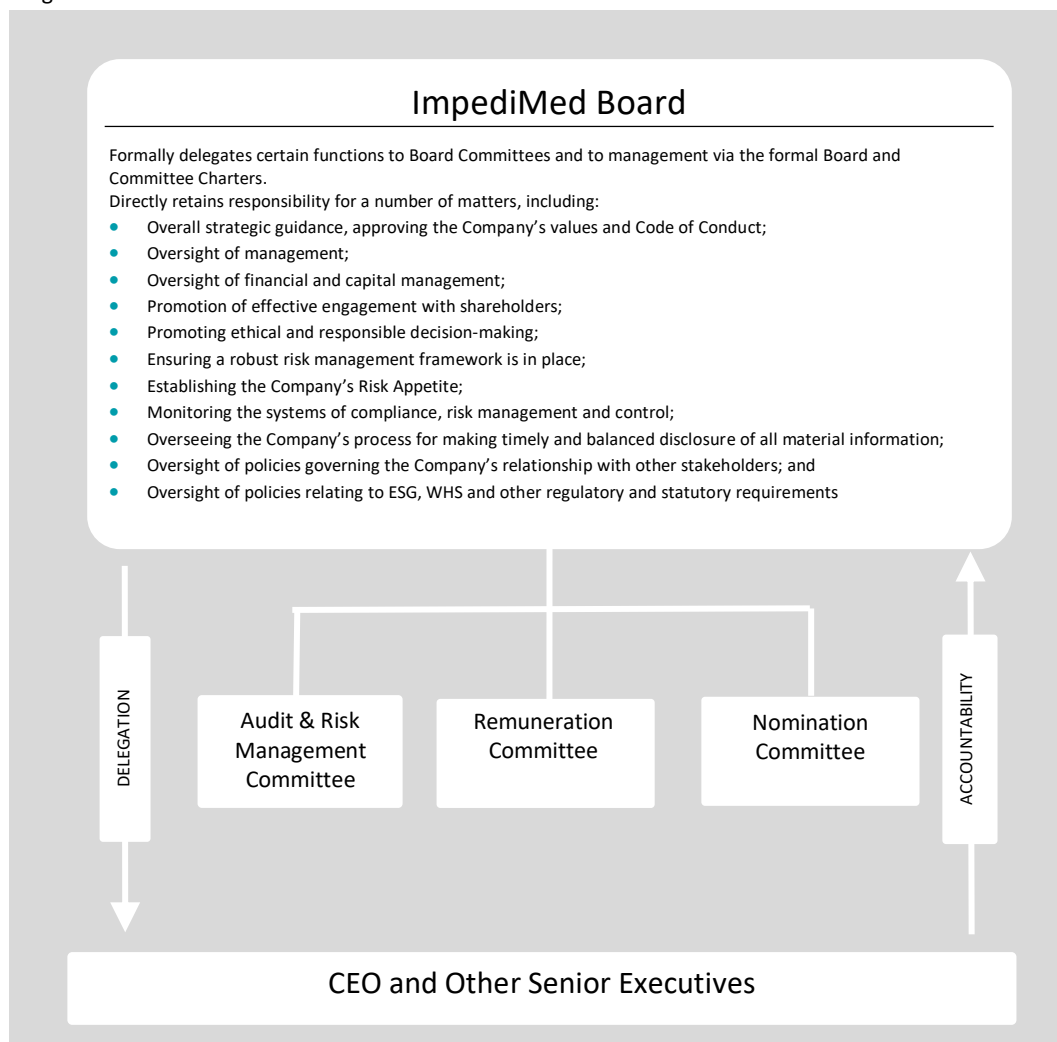 ImpediMed Board
Formally delegates certain functions to Board Committees and to management via the formal Board and
Committee Charters.
Directly retains responsibility for a number of matters, including:
• Overall strategic guidance, approving the Company’s values and Code of Conduct;
• Oversight of management;
• Oversight of financial and capital management;
• Promotion of effective engagement with shareholders;
• Promoting ethical and responsible decision-making;
• Ensuring a robust risk management framework is in place;
• Establishing the Company’s Risk Appetite;
• Monitoring the systems of compliance, risk management and control;
• Overseeing the Company’s process for making timely and balanced disclosure of all material information;
• Oversight of policies governing the Company’s relationship with other stakeholders; and
• Oversight of policies relating to ESG, WHS and other regulatory and statutory requirements
DELEGATION
Audit & Risk
Management
Committee
Remuneration
Committee
Nomination
Committee
ACCOUNTABILITY
CEO and Other Senior Executives